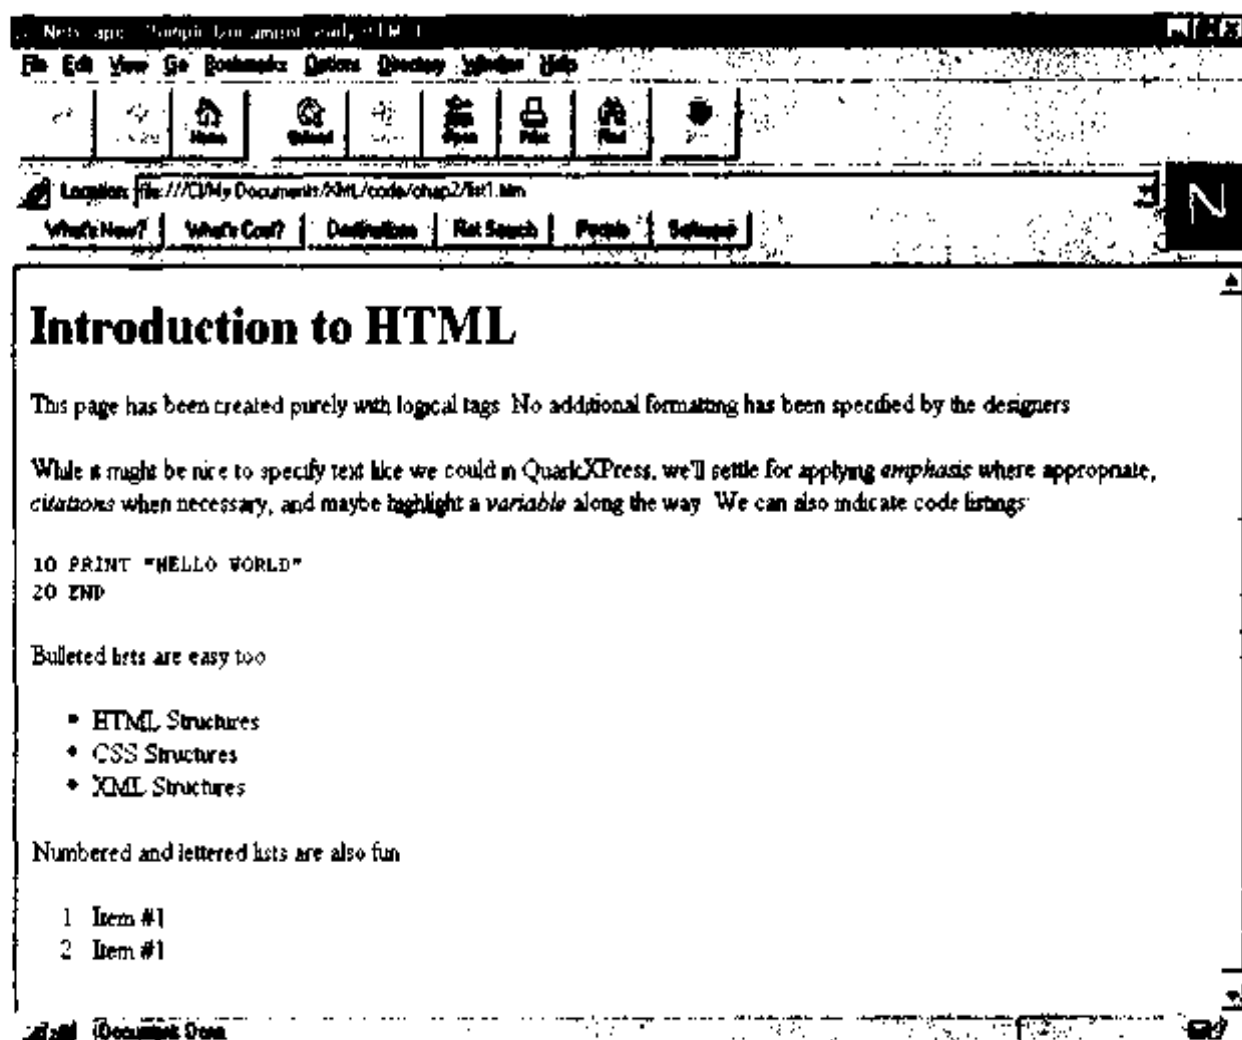 File Edit View Go Bookmarks Options Directory Window Help
Home Reload Open Print Find
Location: file:///C|/My Documents/XML/code/chap2/list1.htm
N
What's New? What's Cool? Destinations Net Search People Software
Introduction to HTML
This page has been created purely with logical tags. No additional formatting has been specified by the designers
While it might be nice to specify text like we could in QuarkXPress, we'll settle for applying emphasis where appropriate,
citations when necessary, and maybe highlight a variable along the way. We can also indicate code listings:
10 PRINT "HELLO WORLD"
20 END
Bulleted lists are easy too
• HTML Structures
• CSS Structures
• XML Structures
Numbered and lettered lists are also fun
1 Item #1
2 Item #1
Document: Done